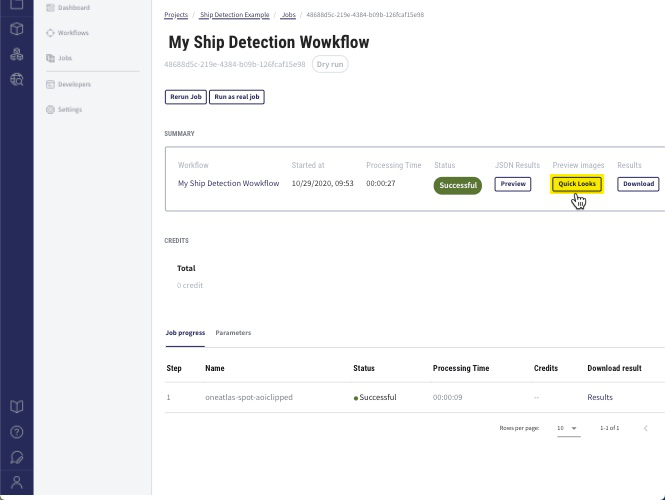 Dashboard
Workflows
Jobs
Developers
Settings
Projects / Ship Detection Example / Jobs / 48688d5c-219e-4384-b09b-126fcaf15e98
My Ship Detection Wowkflow
48688d5c-219e-4384-b09b-126fcaf15e98 Dry run
Rerun Job Run as real job
SUMMARY
Workflow Started at Processing Time Status JSON Results Preview images Results
My Ship Detection Wowkflow 10/29/2020, 09:53 00:00:27 Successful Preview Quick Looks Download
CREDITS
Total
0 credit
Job progress Parameters
Step Name Status Processing Time Credits Download result
1 oneatlas-spot-aoiclipped Successful 00:00:09 -- Results
Rows per page: 10 1-1 of 1